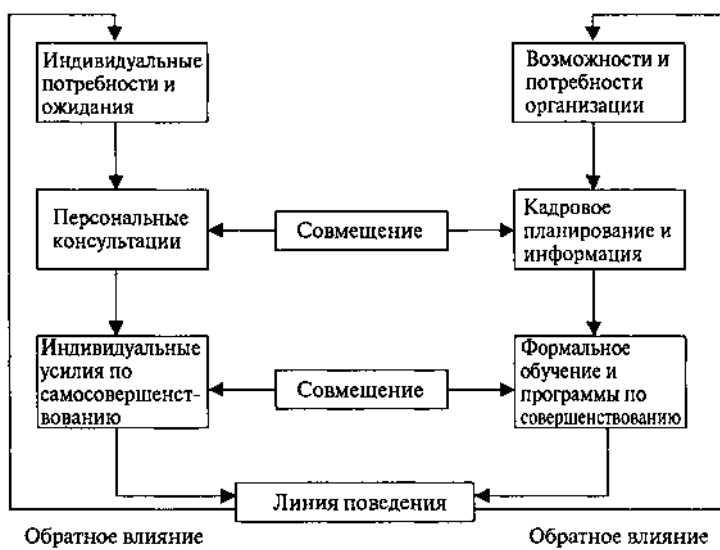 Индивидуальные
потребности и
ожидания
Возможности и
потребности
организации
Персональные
консультации
Совмещение
Кадровое
планирование и
информация
Индивидуальные
усилия по
самосовершенст-
вованию
Совмещение
Формальное
обучение и
программы по
совершенствованию
Линия поведения
Обратное влияние
Обратное влияние